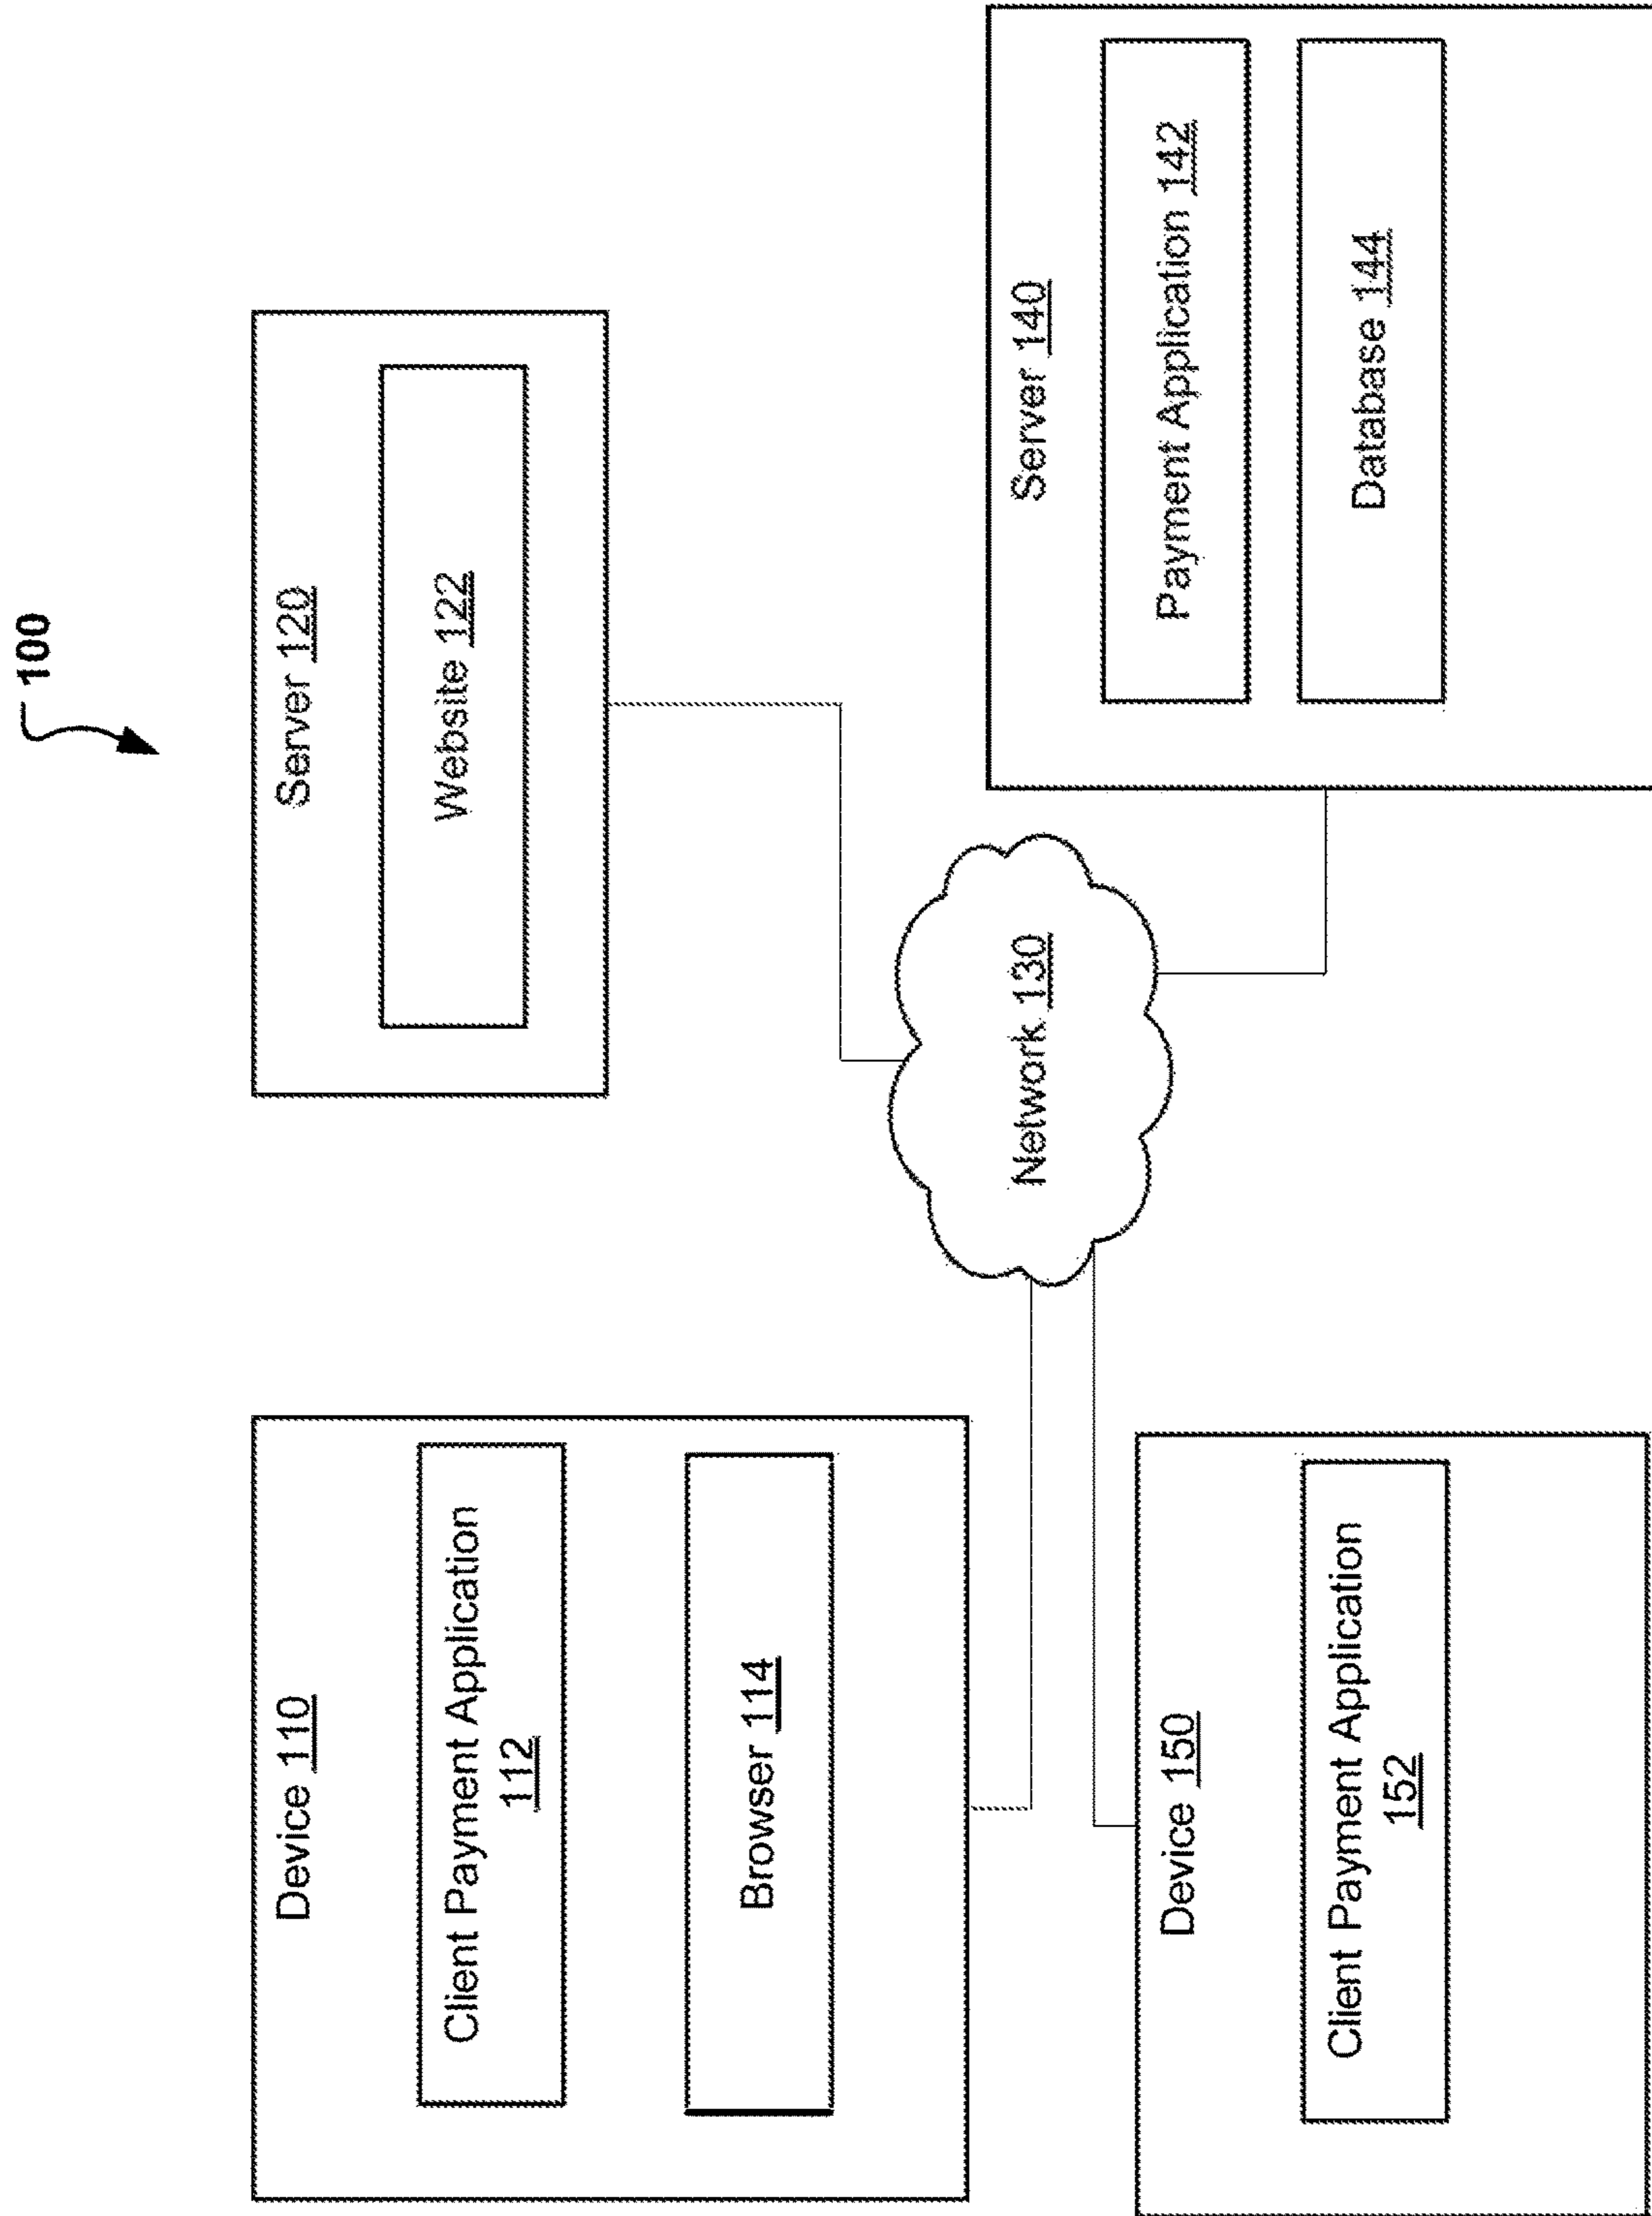 100
Device 110
Client Payment Application
112
Browser 114
Server 120
Website 122
Network 130
Device 150
Client Payment Application
152
Server 140
Payment Application 142
Database 144